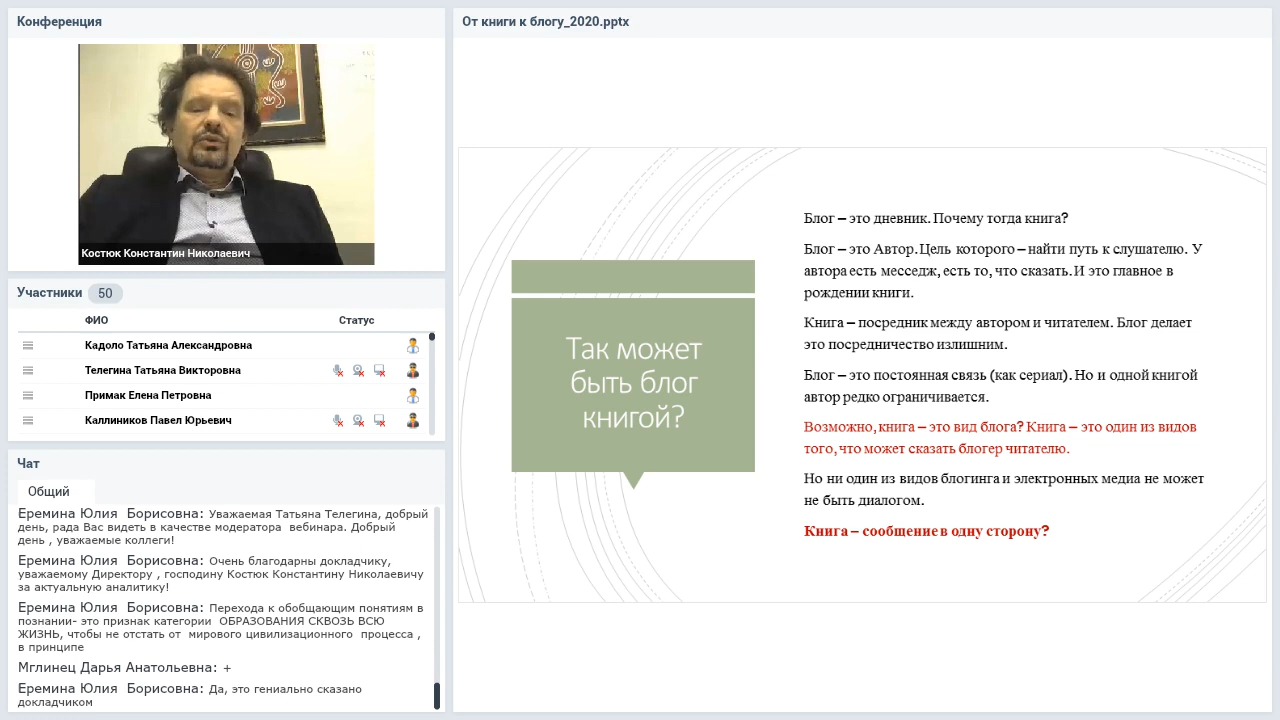 Конференция
Костюк Константин Николаевич
Участники 50
ФИО Статус
Кадоло Татьяна Александровна
Телегина Татьяна Викторовна
Примак Елена Петровна
Каллиников Павел Юрьевич
Чат
Общий
Еремина Юлия Борисовна: Уважаемая Татьяна Телегина, добрый
день, рада Вас видеть в качестве модератора вебинара. Добрый
день , уважаемые коллеги!
Еремина Юлия Борисовна: Очень благодарны докладчику,
уважаемому Директору , господину Костюк Константину Николаевичу
за актуальную аналитику!
Еремина Юлия Борисовна: Перехода к обобщающим понятиям в
познании- это признак категории ОБРАЗОВАНИЯ СКВОЗЬ ВСЮ
ЖИЗНЬ, чтобы не отстать от мирового цивилизационного процесса ,
в принципе
Мглинец Дарья Анатольевна: +
Еремина Юлия Борисовна: Да, это гениально сказано
докладчиком
От книги к блогу_2020.pptx
Так может
быть блог
книгой?
Блог – это дневник. Почему тогда книга?
Блог – это Автор. Цель которого – найти путь к слушателю. У
автора есть месседж, есть то, что сказать. И это главное в
рождении книги.
Книга – посредник между автором и читателем. Блог делает
это посредничество излишним.
Блог – это постоянная связь (как сериал). Но и одной книгой
автор редко ограничивается.
Возможно, книга – это вид блога? Книга – это один из видов
того, что может сказать блогер читателю.
Но ни один из видов блогинга и электронных медиа не может
не быть диалогом.
Книга – сообщение в одну сторону?